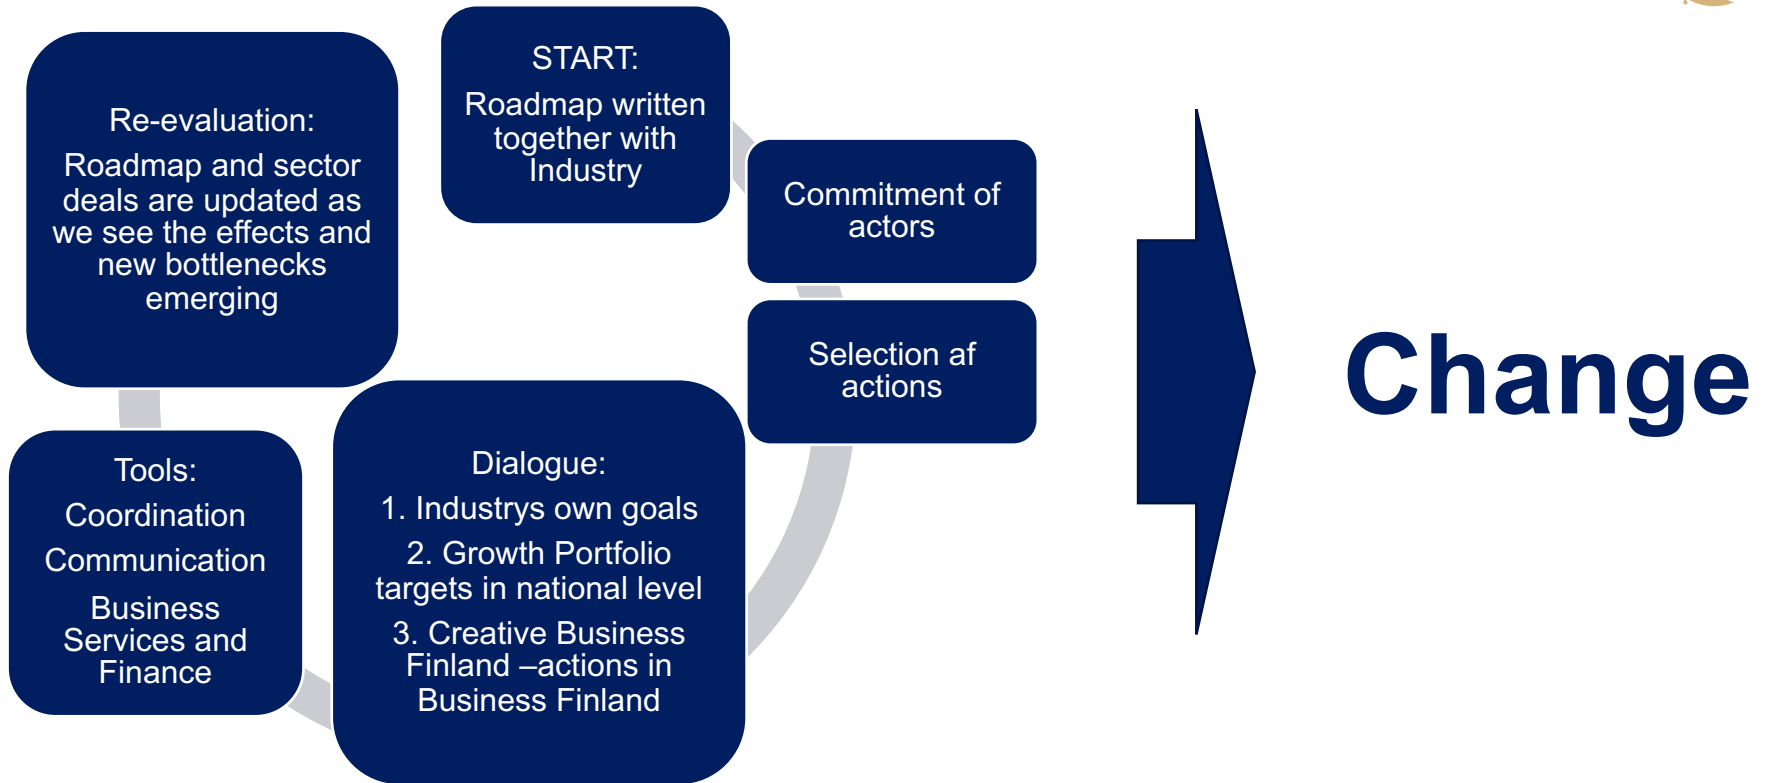 START:
Roadmap written
together with
Industry
Commitment of
actors
Selection af
actions
Dialogue:
1. Industrys own goals
2. Growth Portfolio
targets in national level
3. Creative Business
Finland –actions in
Business Finland
Tools:
Coordination
Communication
Business
Services and
Finance
Re-evaluation:
Roadmap and sector
deals are updated as
we see the effects and
new bottlenecks
emerging
Change